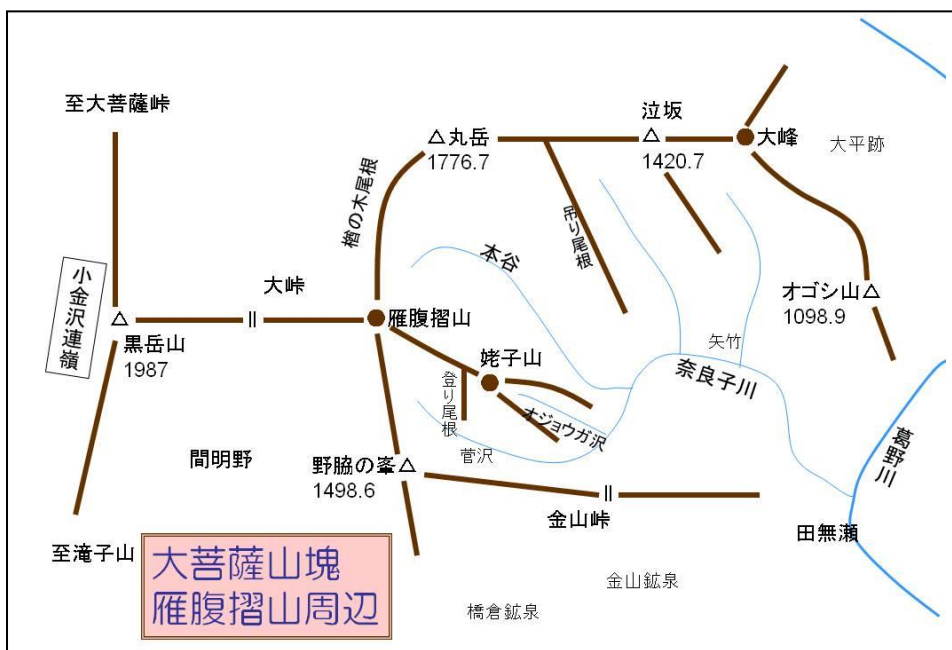 至大菩薩峠
泣坂
△丸岳
△
大峰
大平跡
1776.7
1420.7
楢の木尾根
吊り尾根
本谷
小金沢連嶺
大峠
オゴシ山△
1098.9
△
雁腹摺山
矢竹
黒岳山
1987
姥子山
奈良子川
登り尾根
オジョウガ沢
葛野川
菅沢
間明野
野脇の峯△
1498.6
金山峠
田無瀬
至滝子山
大菩薩山塊
雁腹摺山周辺
金山鉱泉
橋倉鉱泉